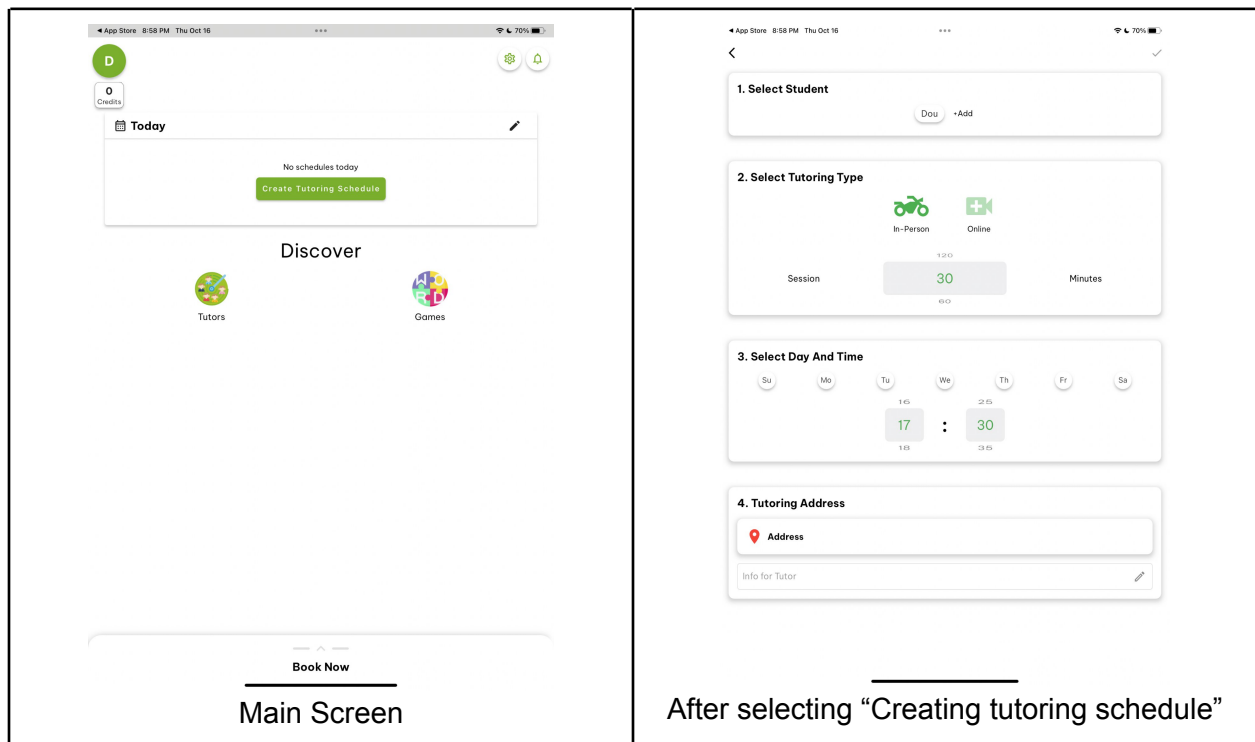 App Store 8:58 PM Thu Oct 16 70%
D
0
Credits
Today
No schedules today
Create Tutoring Schedule
Discover
Tutors Games
Book Now
Main Screen
App Store 8:58 PM Thu Oct 16 70%
1. Select Student
Dou +Add
2. Select Tutoring Type
In-Person Online
120
Session 30 Minutes
60
3. Select Day And Time
Su Mo Tu We Th Fr Sa
16 25
17 : 30
18 35
4. Tutoring Address
Address
Info for Tutor
After selecting “Creating tutoring schedule”